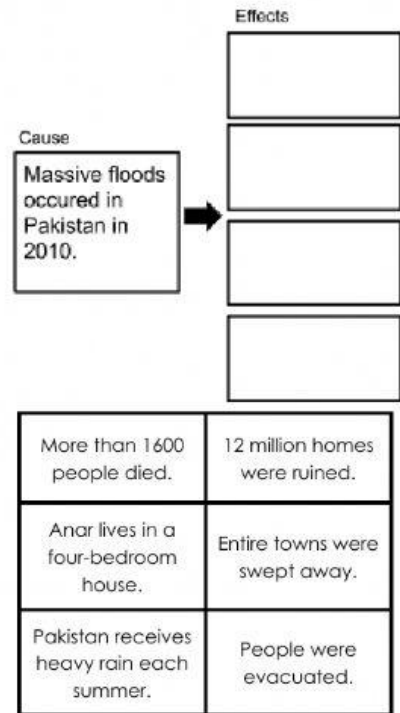 Effects
Cause
Massive floods
occured in
Pakistan in
2010.
More than 1600
people died.
12 million homes
were ruined.
Anar lives in a
four-bedroom
house.
Entire towns were
swept away.
Pakistan receives
heavy rain each
summer.
People were
evacuated.